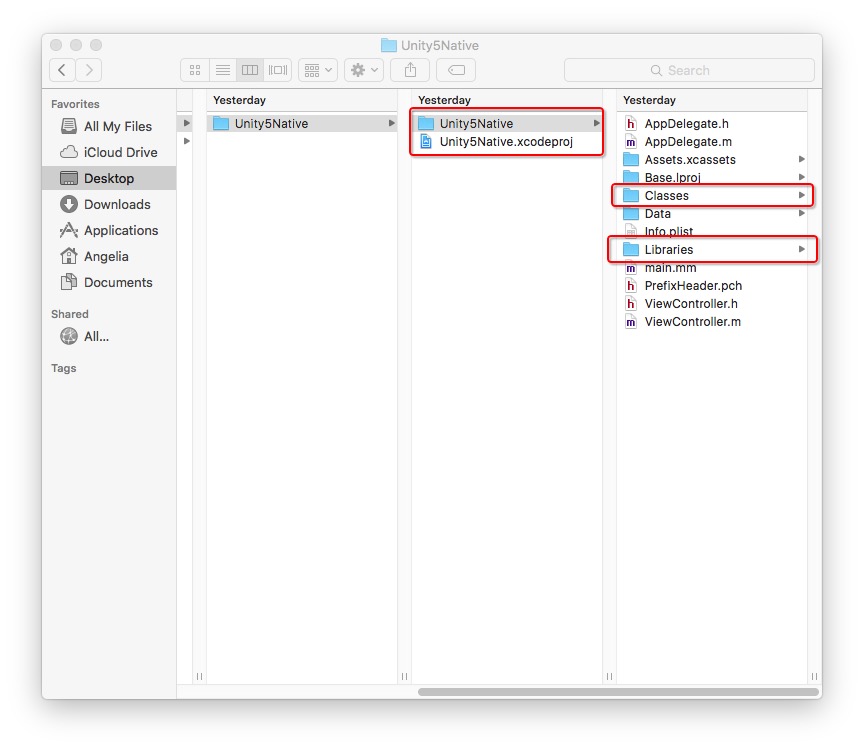 Unity5Native
Search
Favorites
All My Files
iCloud Drive
Desktop
Downloads
Applications
Angelia
Documents
Shared
All...
Tags
Yesterday
Unity5Native
Yesterday
Unity5Native
Unity5Native.xcodeproj
Yesterday
AppDelegate.h
AppDelegate.m
Assets.xcassets
Base.lproj
Classes
Data
Info.plist
Libraries
main.mm
PrefixHeader.pch
ViewController.h
ViewController.m